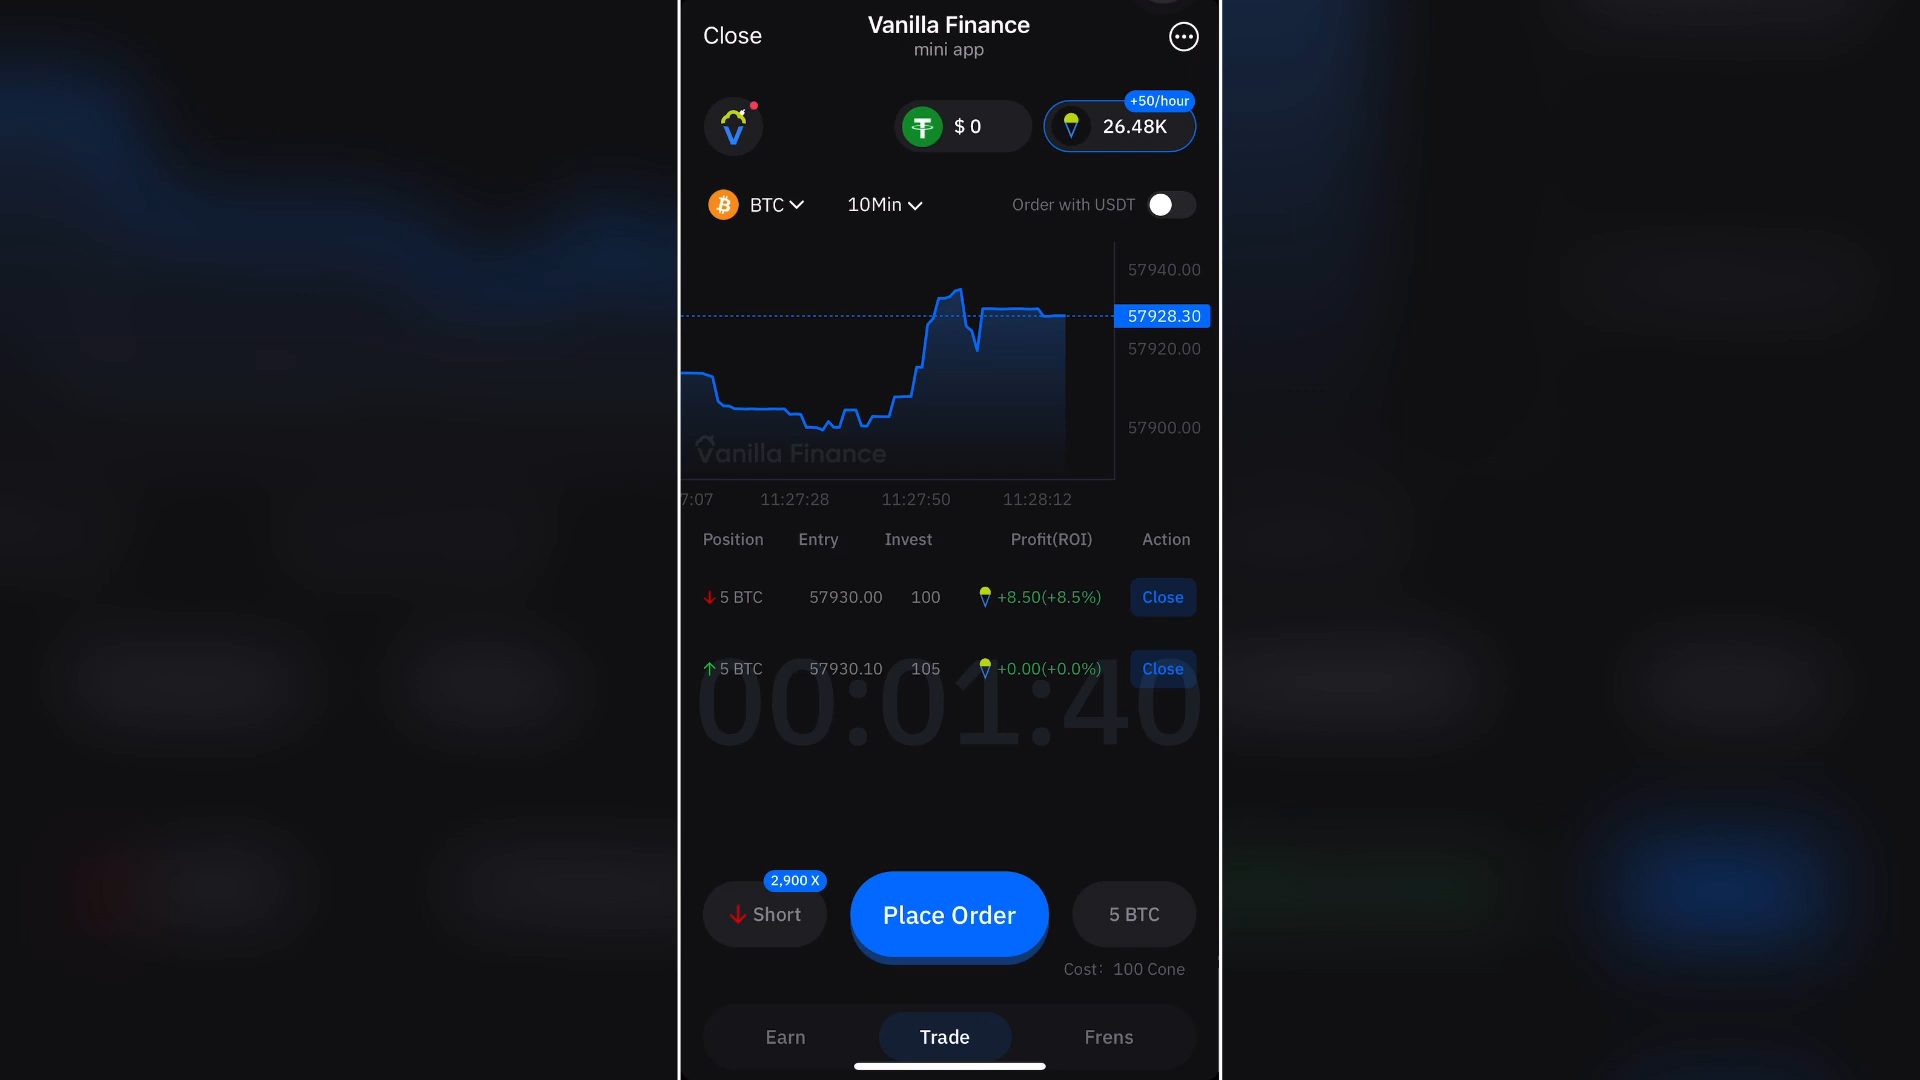 Close
Vanilla Finance
mini app
$ 0
+50/hour
26.48K
BTC
10Min
Order with USDT
57940.00
57928.30
57920.00
57900.00
Vanilla Finance
7:07 11:27:28 11:27:50 11:28:12
Position Entry Invest Profit(ROI) Action
5 BTC 57930.00 100 +8.50(+8.5%) Close
5 BTC 57930.10 105 +0.00(+0.0%) Close
00:01:40
2,900 X
Short
Place Order
5 BTC
Cost: 100 Cone
Earn Trade Frens